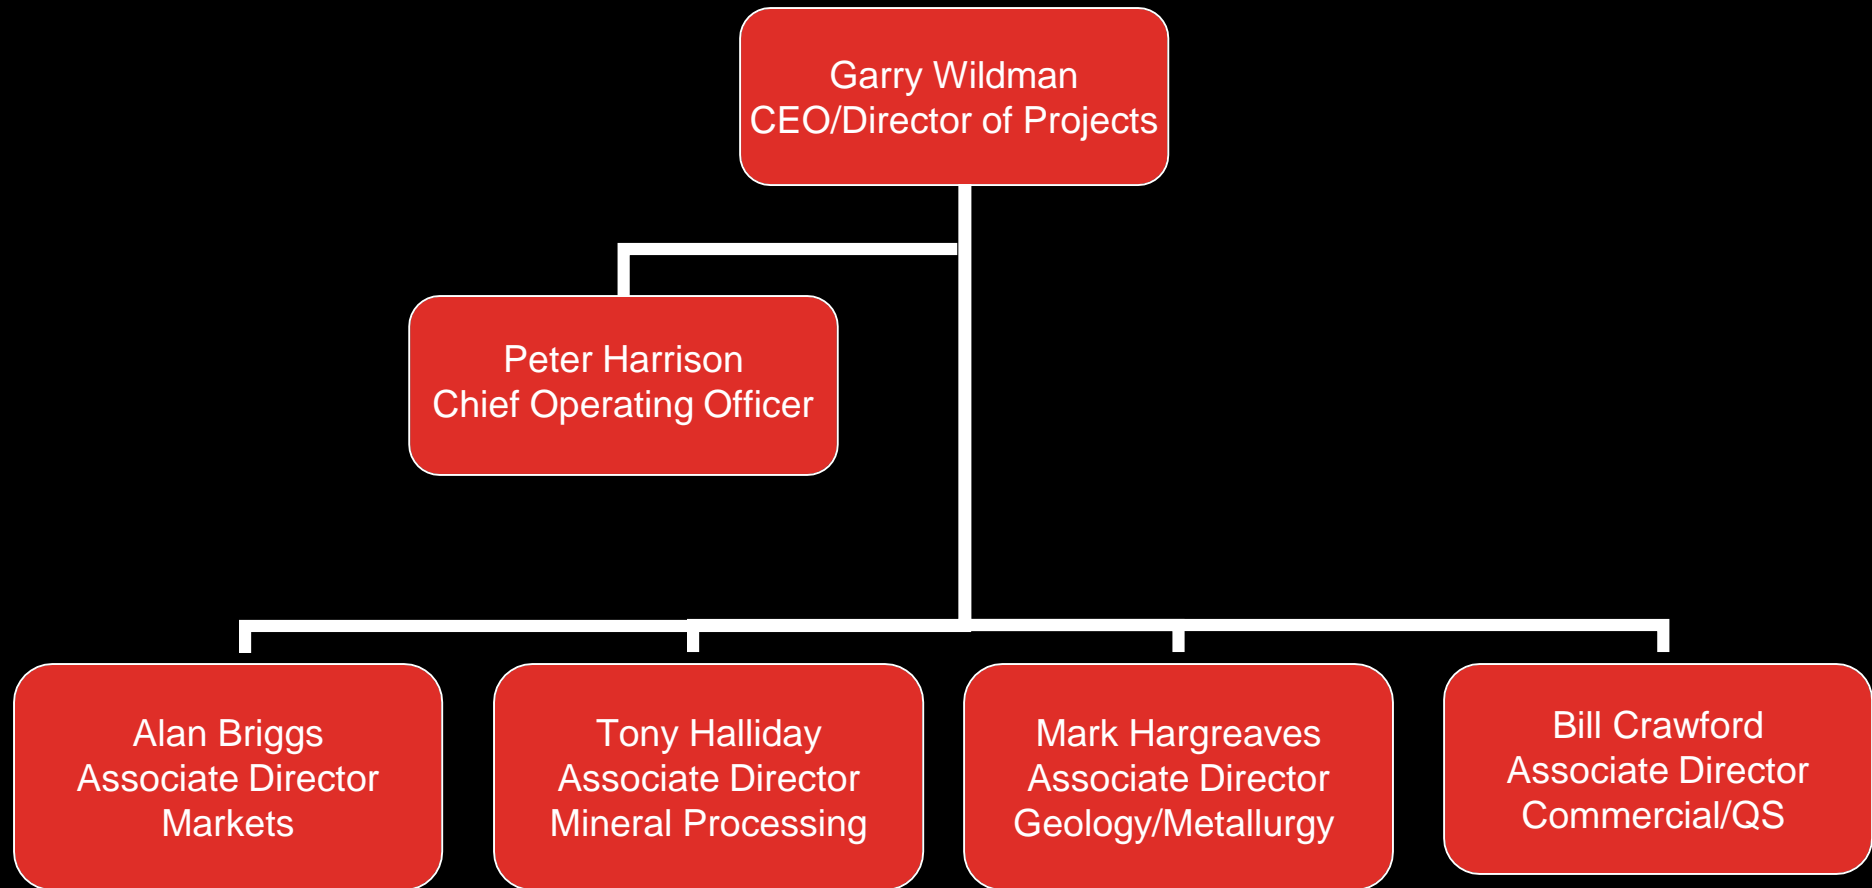 Garry Wildman
CEO/Director of Projects
Peter Harrison
Chief Operating Officer
Alan Briggs
Associate Director
Markets
Tony Halliday
Associate Director
Mineral Processing
Mark Hargreaves
Associate Director
Geology/Metallurgy
Bill Crawford
Associate Director
Commercial/QS